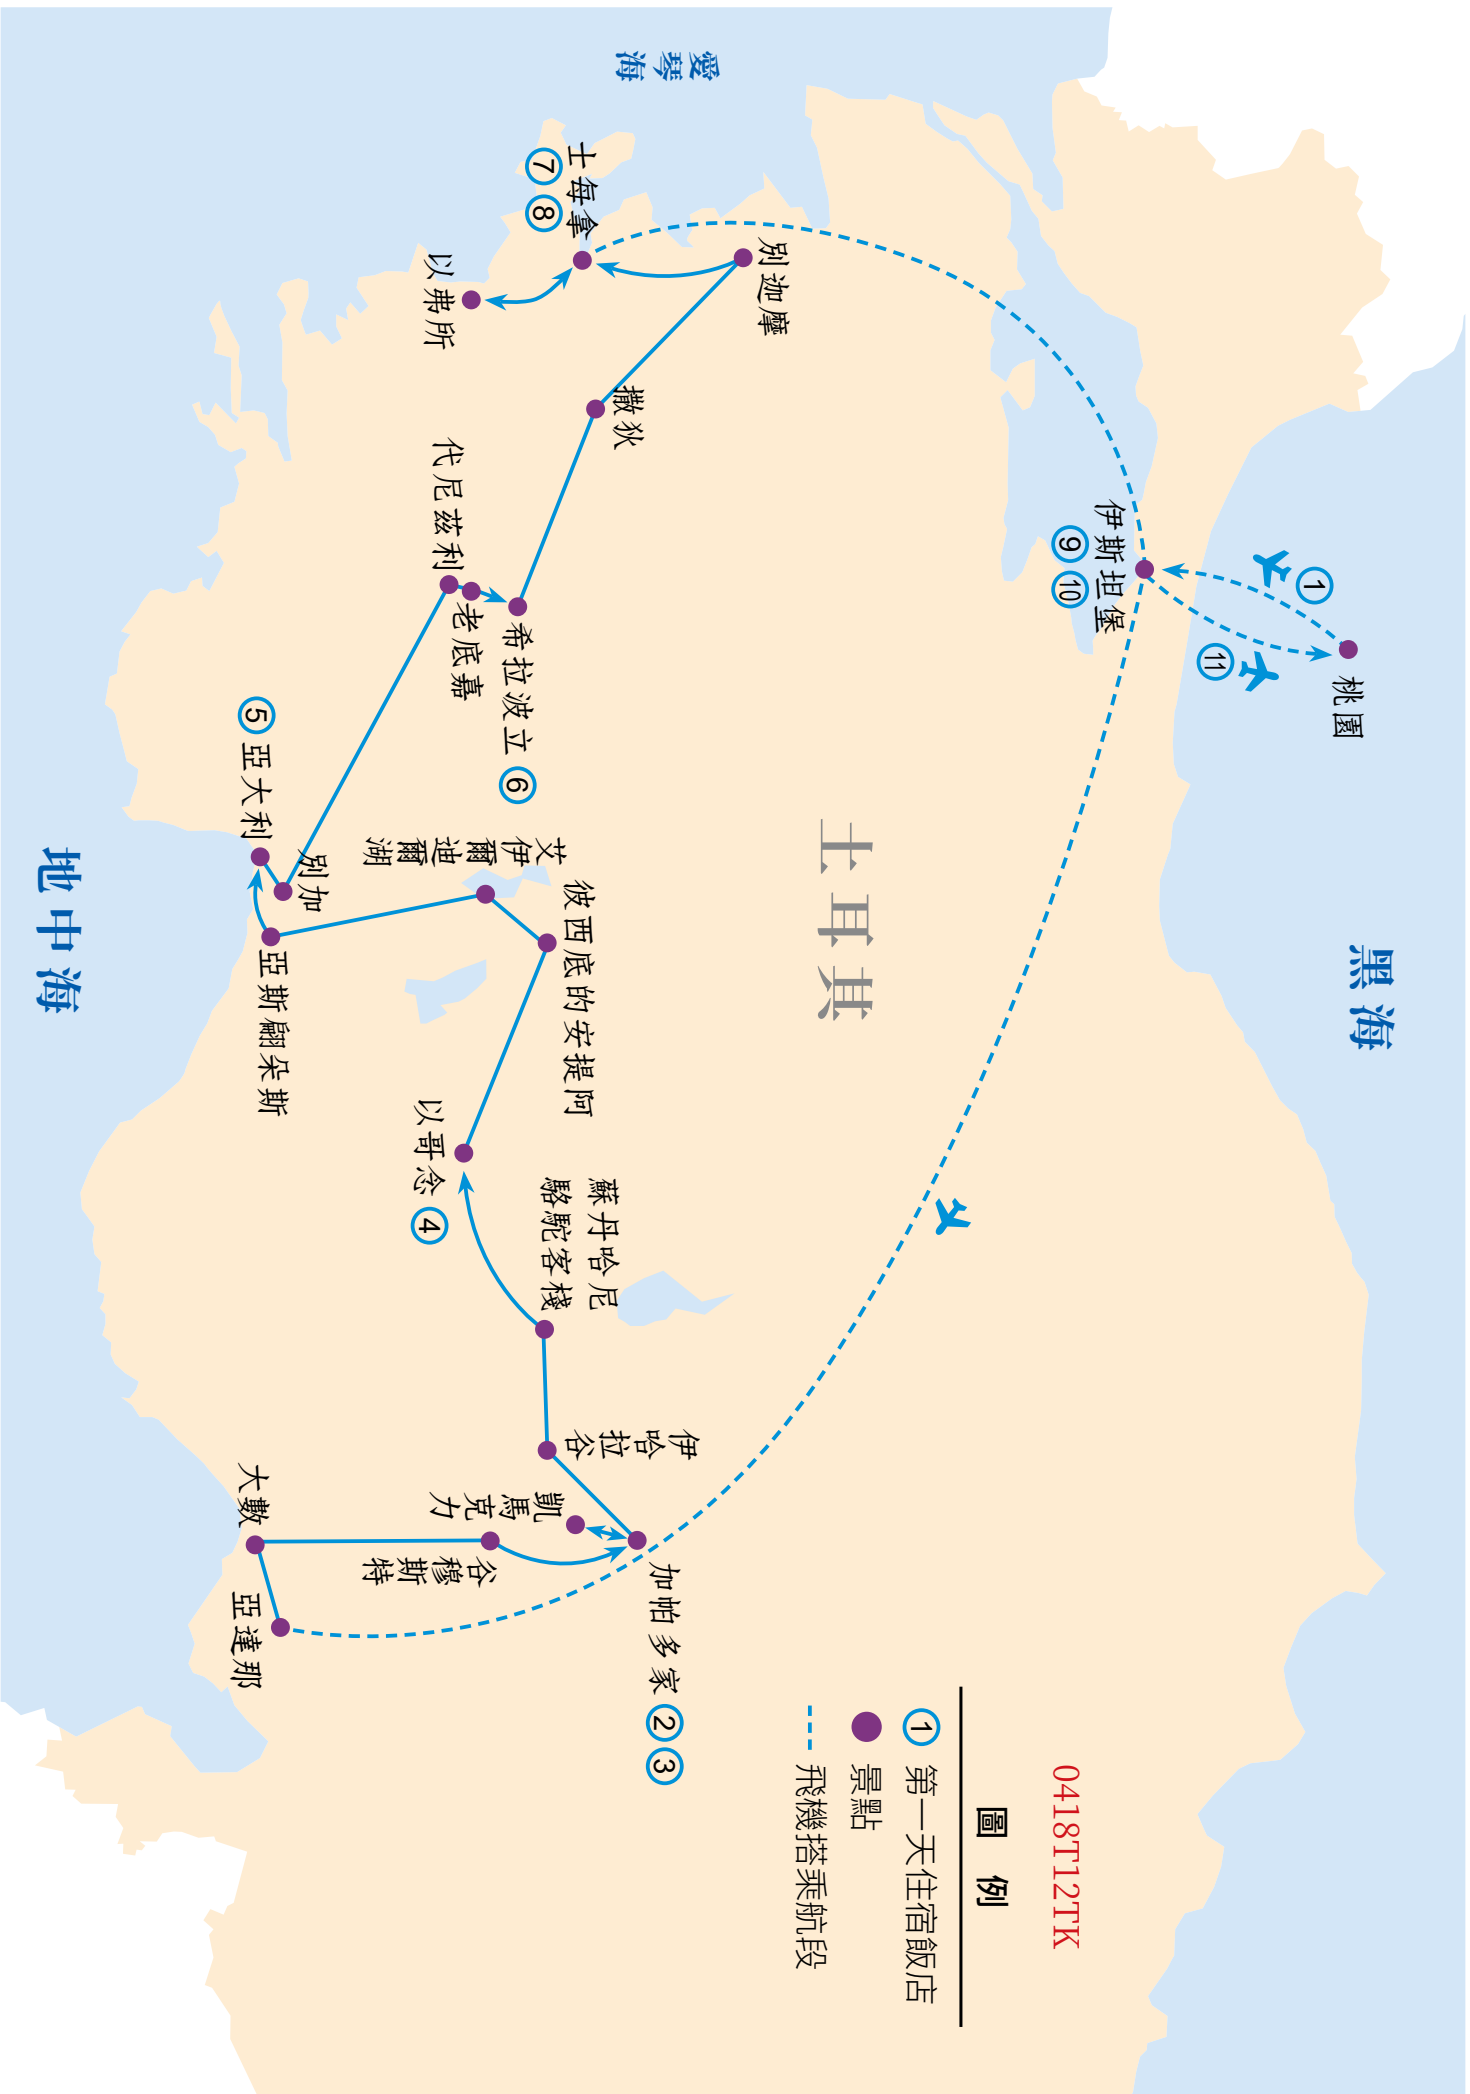 0418T12TK
圖 例
① 第一天住宿飯店
景點
飛機搭乘航段
黑海
愛琴海
地中海
土耳其
桃園
①
⑪
伊斯坦堡
⑨ ⑩
別迦摩
士每拿
⑦ ⑧
以弗所
撒狄
代尼茲利
老底嘉
希拉波立 ⑥
⑤ 亞大利
別加
亞斯翩朵斯
艾伊爾迪爾湖
彼西底的安提阿
以哥念 ④
蘇丹哈尼
駱駝客棧
伊哈拉谷
凱馬克力
加帕多家 ② ③
谷穆斯特
大數
亞達那